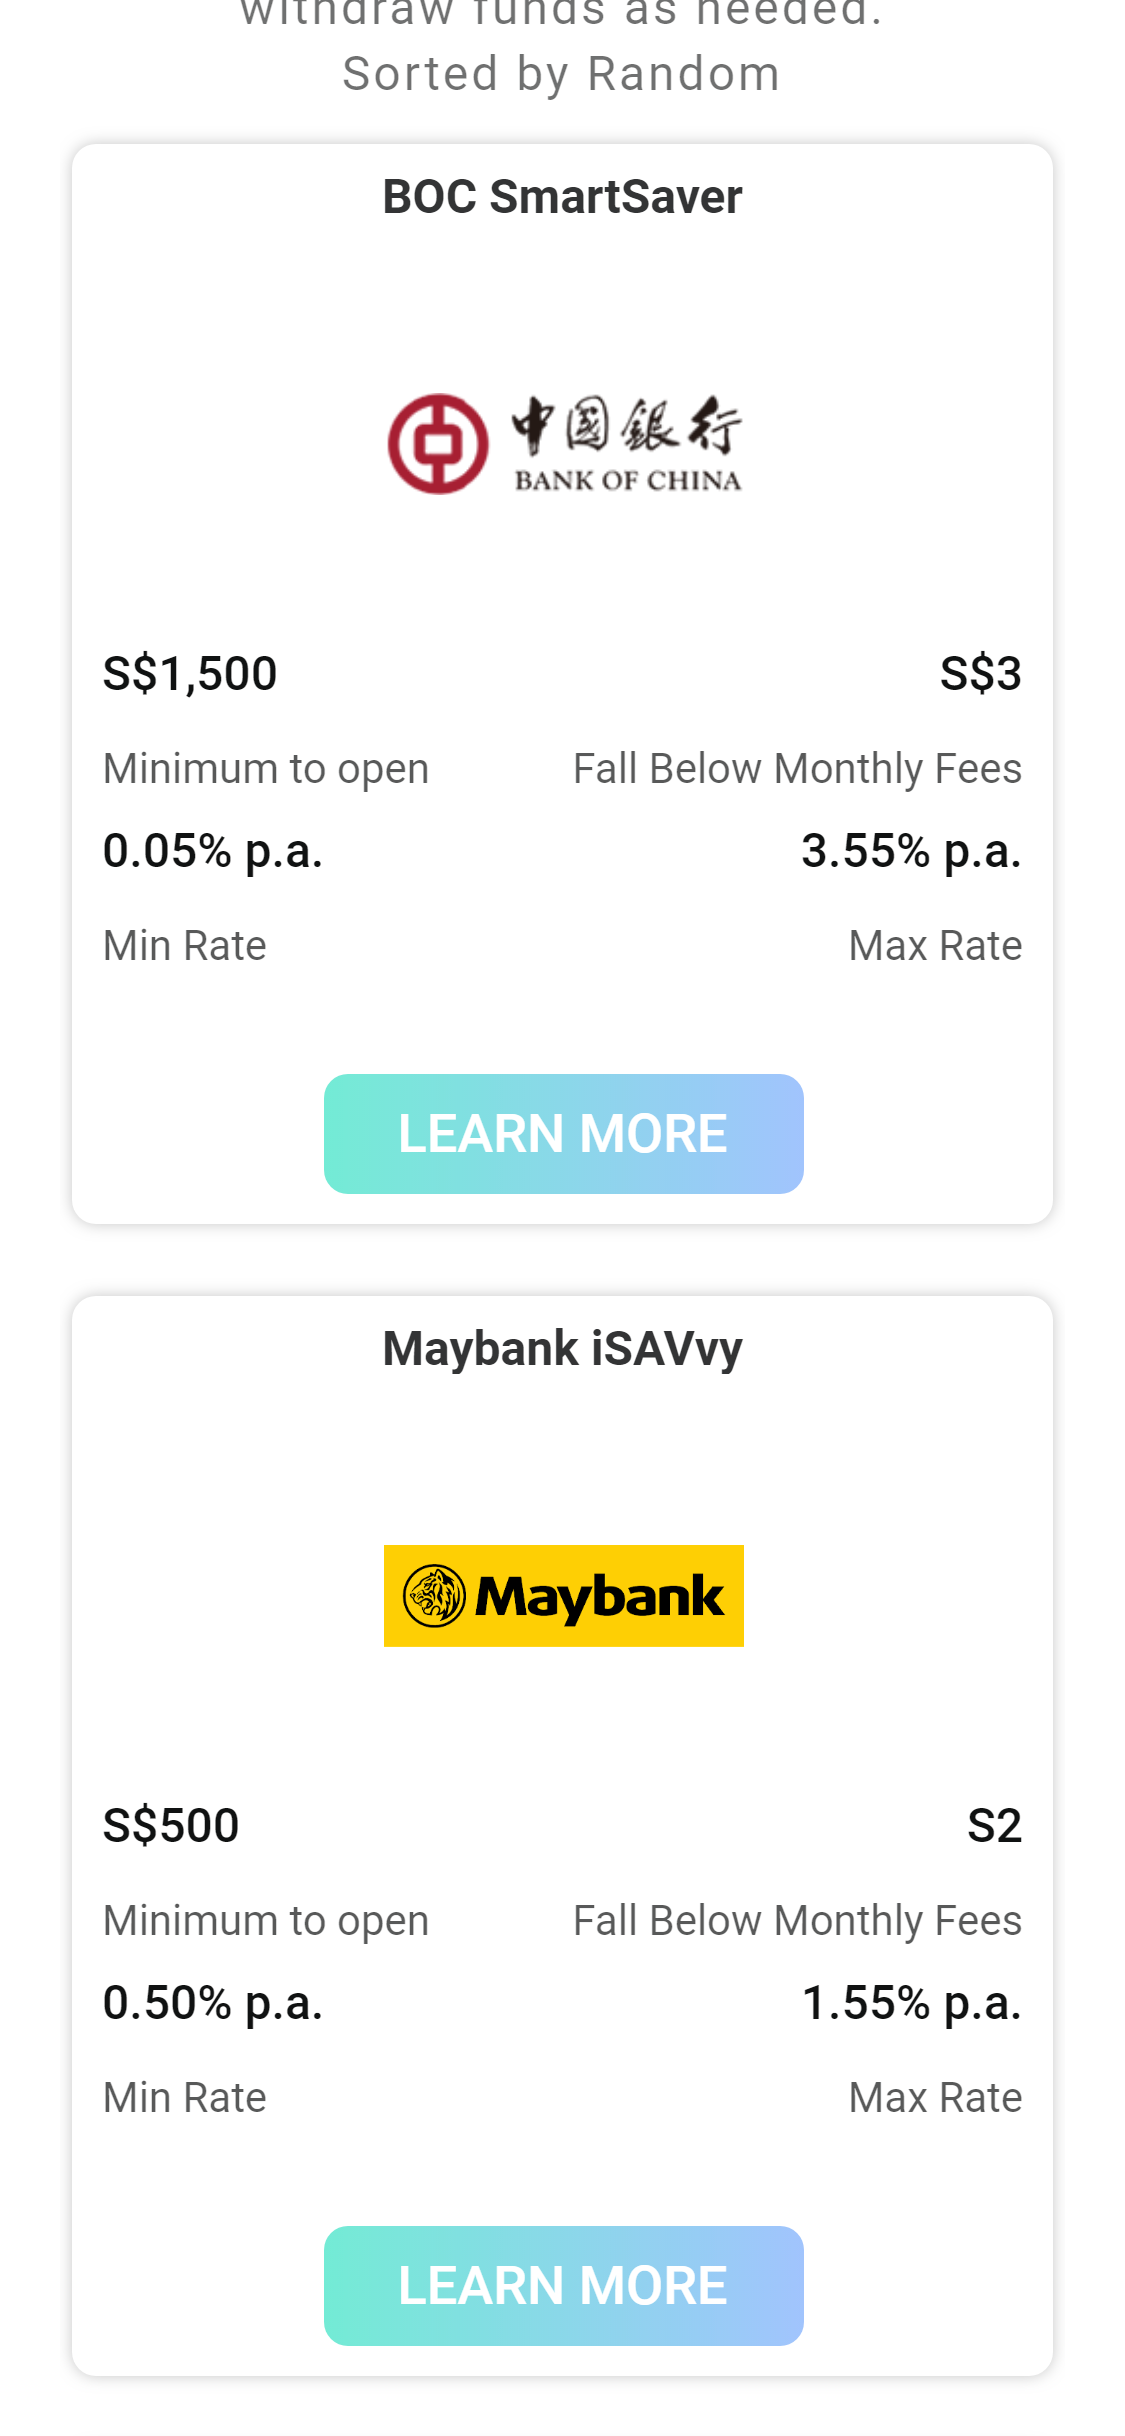 withdraw funds as needed.
Sorted by Random
BOC SmartSaver
中國銀行
BANK OF CHINA
S$1,500 S$3
Minimum to open Fall Below Monthly Fees
0.05% p.a. 3.55% p.a.
Min Rate Max Rate
LEARN MORE
Maybank iSAVvy
Maybank
S$500 S2
Minimum to open Fall Below Monthly Fees
0.50% p.a. 1.55% p.a.
Min Rate Max Rate
LEARN MORE